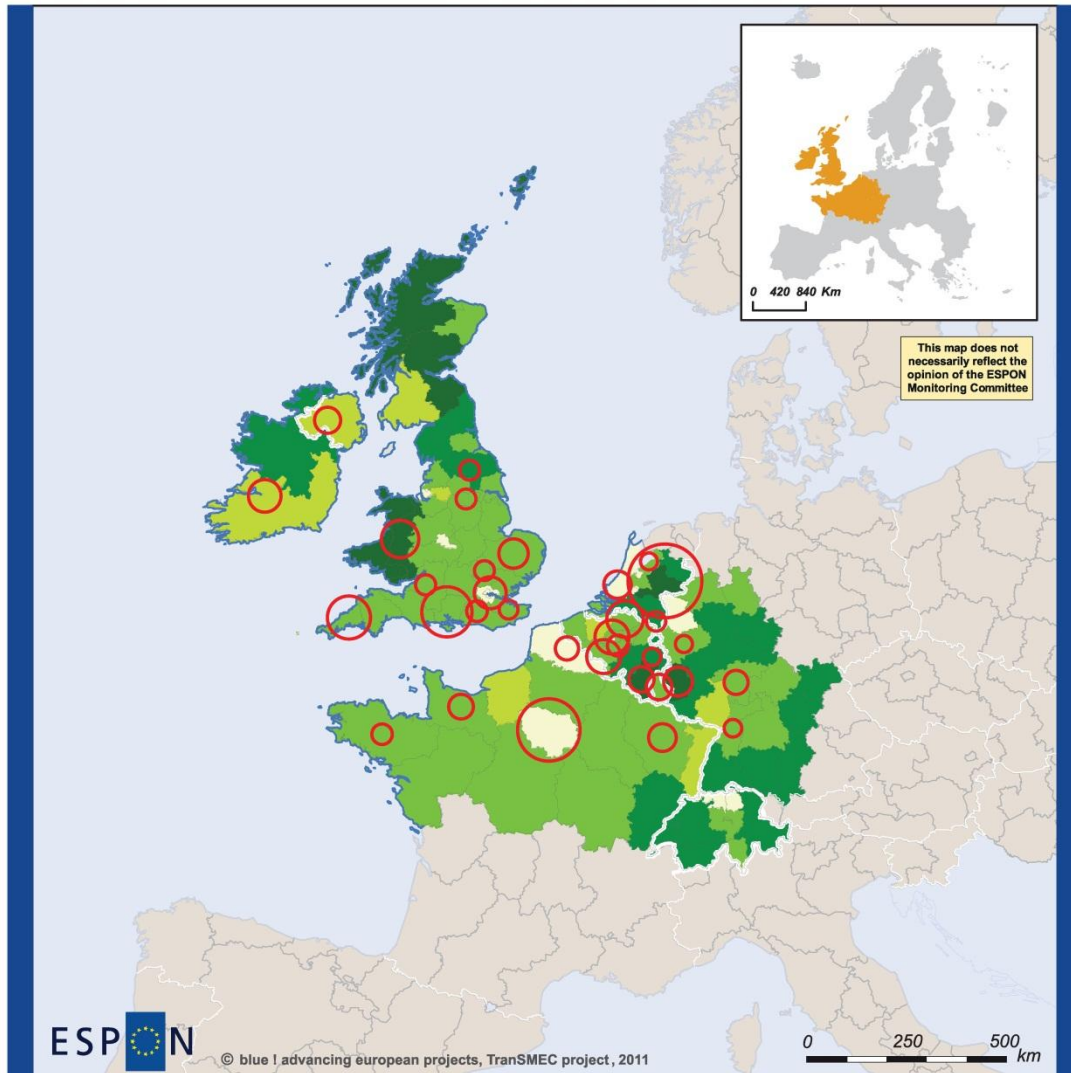 0 420 840 Km
This map does not
necessarily reflect the
opinion of the ESPON
Monitoring Committee
ESPON
© blue ! advancing european projects, TranSMEC project, 2011
0 250 500
km